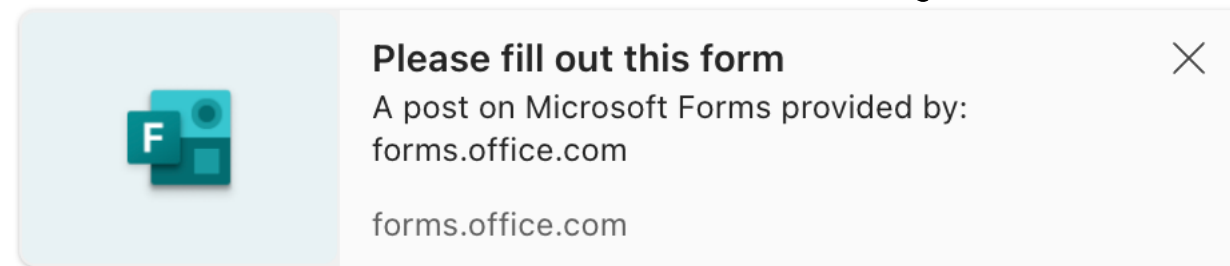 Please fill out this form
A post on Microsoft Forms provided by:
forms.office.com
forms.office.com
F